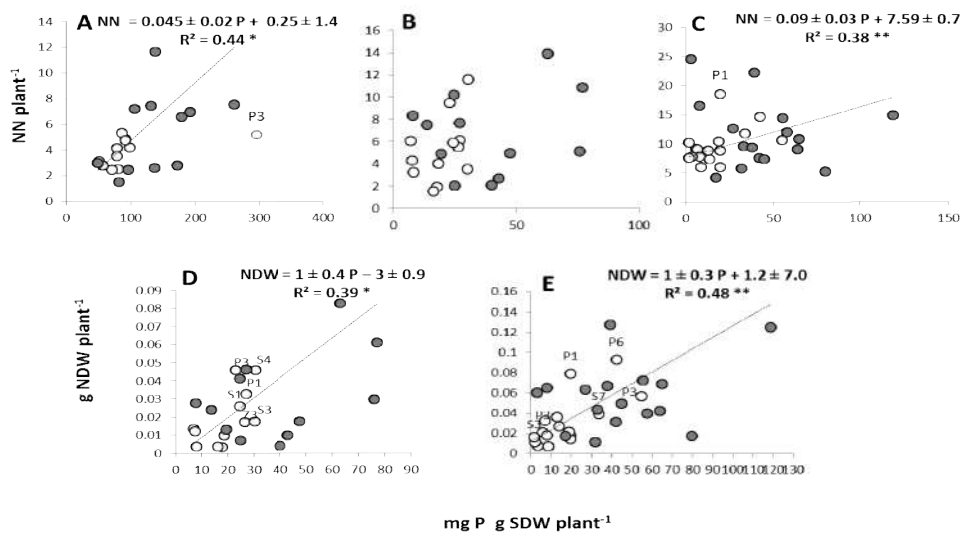 A NN = 0.045 ± 0.02 P + 0.25 ± 1.4
R² = 0.44 *
14
12
10
8
6
4
2
0
P3
0 100 200 300 400
B
16
14
12
10
8
6
4
2
0
0 50 100
C NN = 0.09 ± 0.03 P + 7.59 ± 0.7
R² = 0.38 **
30
25
20
15
10
5
0
P1
0 50 100 150
NN plant⁻¹
D NDW = 1 ± 0.4 P – 3 ± 0.9
R² = 0.39 *
0.09
0.08
0.07
0.06
0.05
0.04
0.03
0.02
0.01
0
P3 S4
P1
S1
Z3 S3
0 10 20 30 40 50 60 70 80 90
E NDW = 1 ± 0.3 P + 1.2 ± 7.0
R² = 0.48 **
0.16
0.14
0.12
0.1
0.08
0.06
0.04
0.02
0
P1 P6
S7 P3
0 10 20 30 40 50 60 70 80 90 100 110 120 130
g NDW plant⁻¹
mg P g SDW plant⁻¹